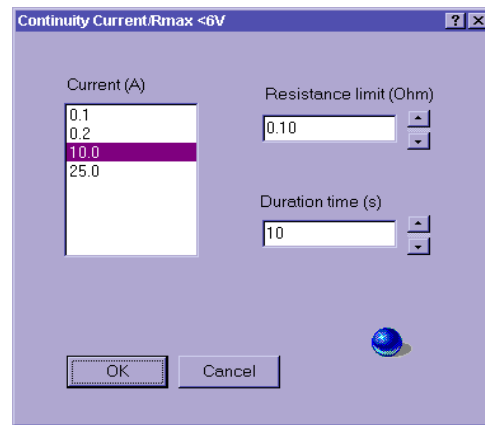 Continuity Current/Rmax <6V
Current (A)
0.1
0.2
10.0
25.0
Resistance limit (Ohm)
0.10
Duration time (s)
10
OK
Cancel